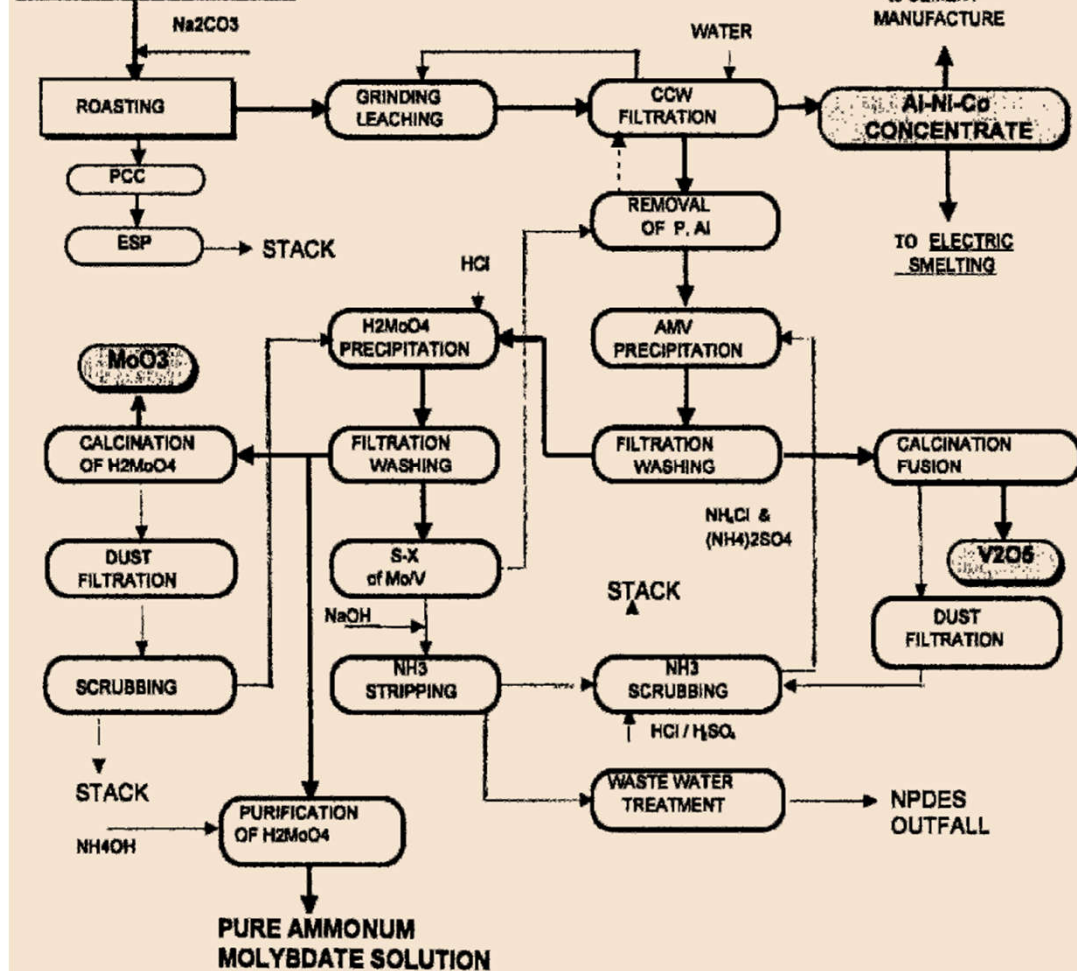 Na2CO3
MANUFACTURE
WATER
ROASTING
GRINDING
LEACHING
CCW
FILTRATION
Al-Ni-Co
CONCENTRATE
PCC
ESP
STACK
REMOVAL
OF P, Al
TO ELECTRIC
SMELTING
HCl
H2MoO4
PRECIPITATION
AMV
PRECIPITATION
MoO3
CALCINATION
OF H2MoO4
FILTRATION
WASHING
FILTRATION
WASHING
CALCINATION
FUSION
NH4Cl &
(NH4)2SO4
DUST
FILTRATION
S-X
of Mo/V
V2O5
STACK
NaOH
DUST
FILTRATION
SCRUBBING
NH3
STRIPPING
NH3
SCRUBBING
HCl / H2SO4
STACK
WASTE WATER
TREATMENT
NPDES
OUTFALL
PURIFICATION
OF H2MoO4
NH4OH
PURE AMMONUM
MOLYBDATE SOLUTION